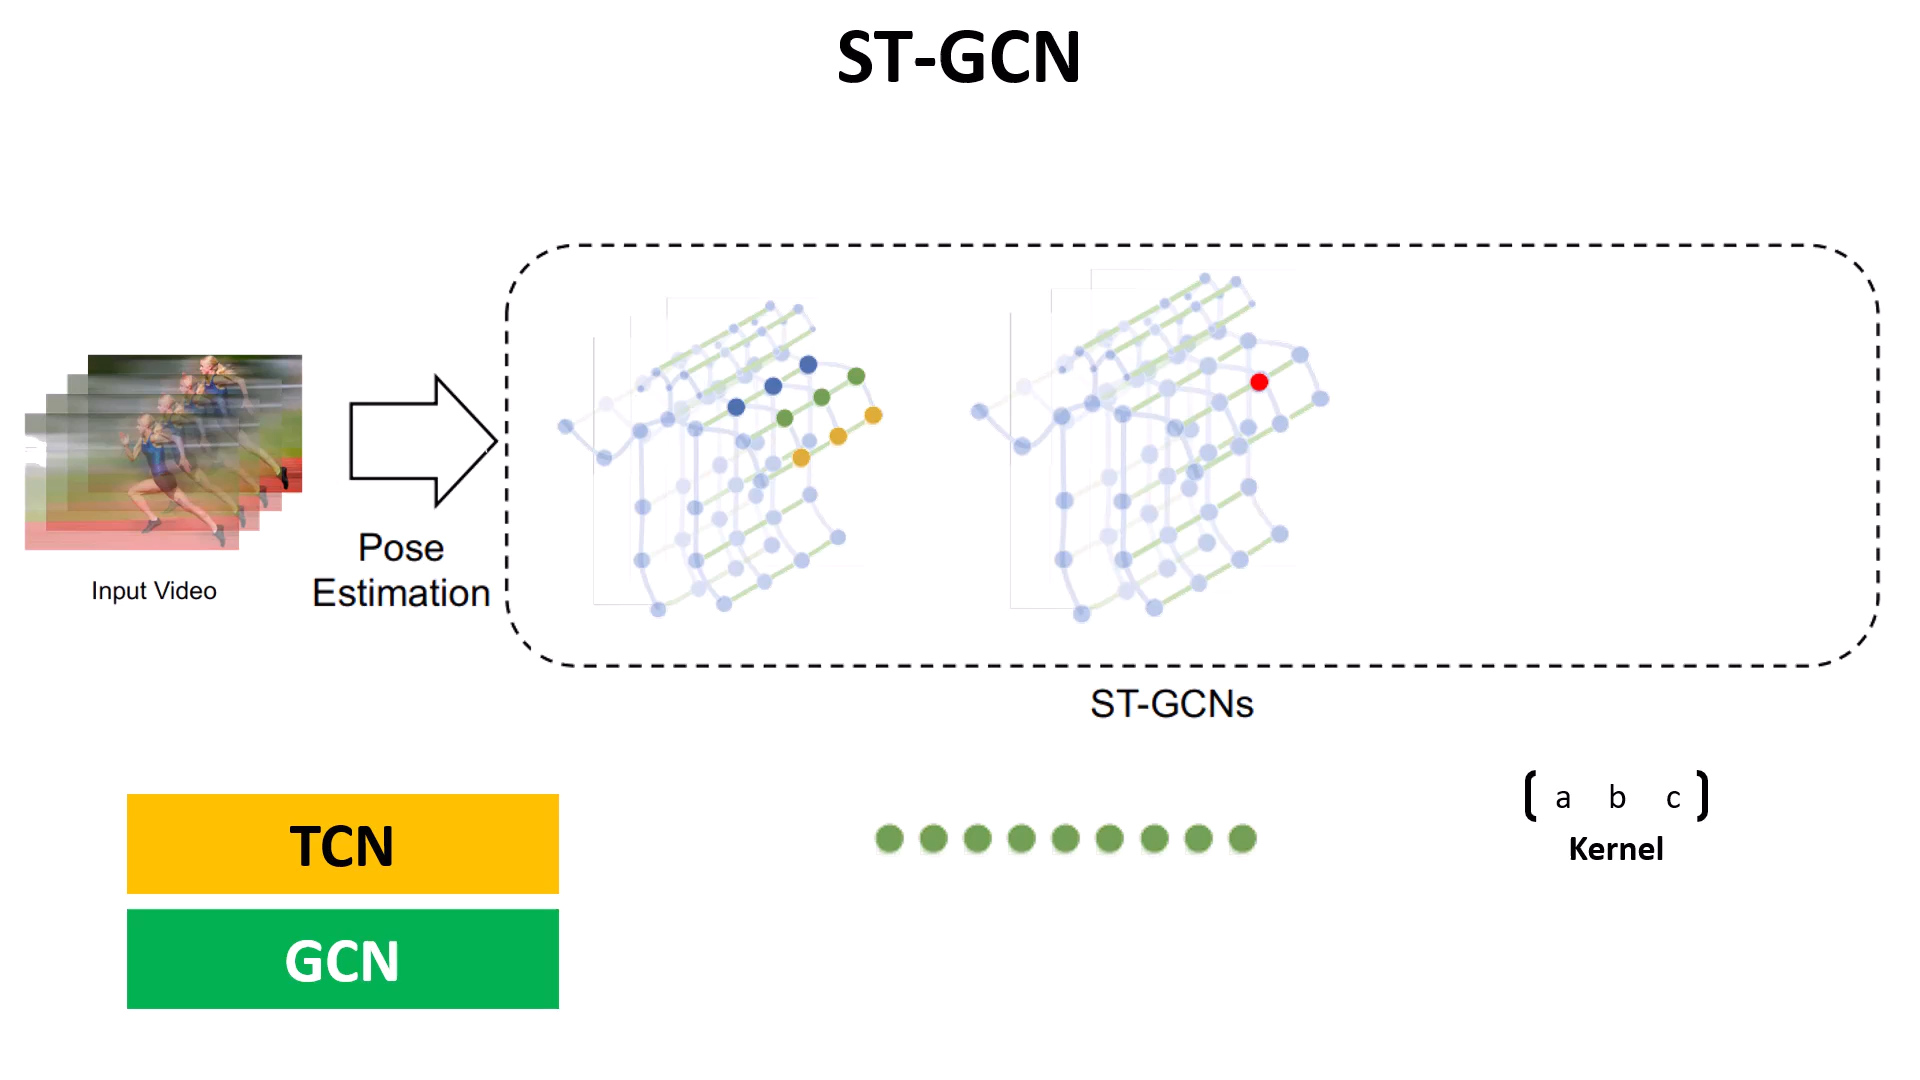 ST-GCN
Input Video
Pose
Estimation
ST-GCNs
TCN
GCN
a b c
Kernel